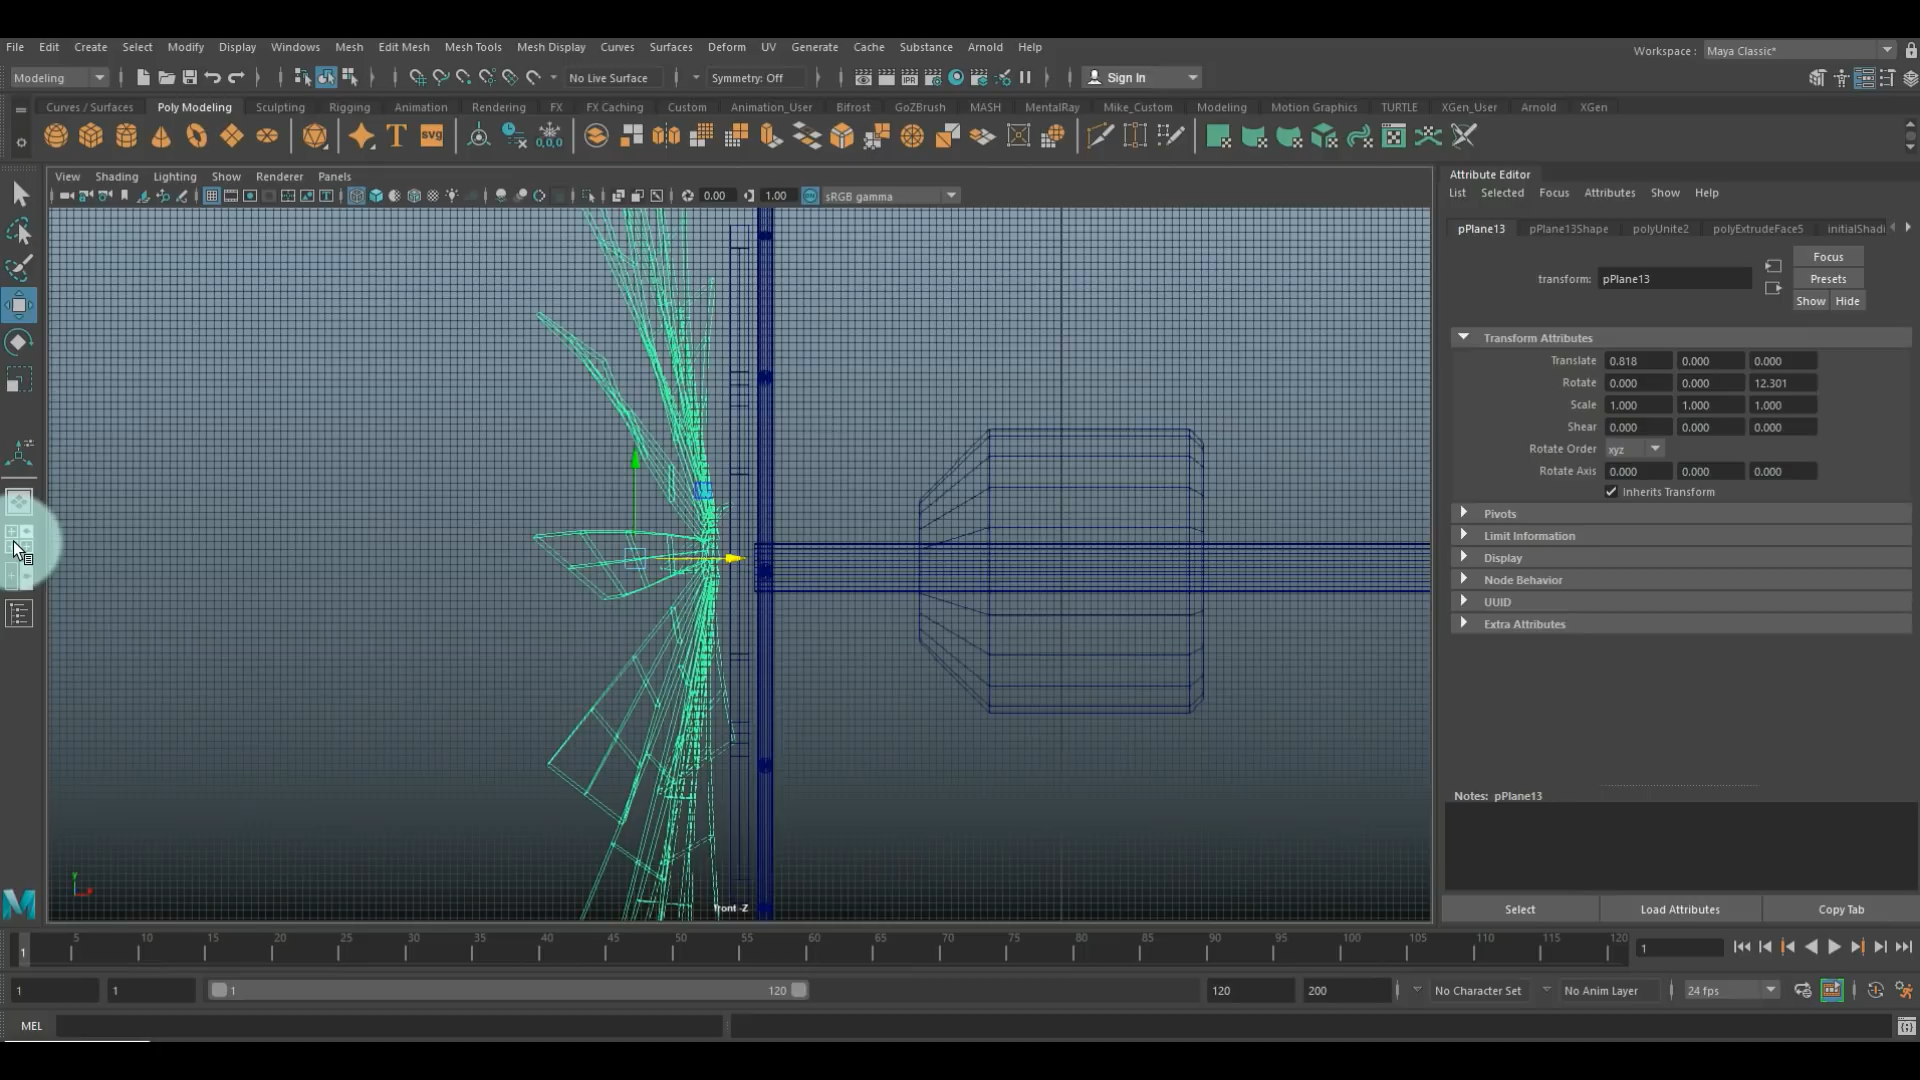 File Edit Create Select Modify Display Windows Mesh Edit Mesh Mesh Tools Mesh Display Curves Surfaces Deform UV Generate Cache Substance Arnold Help
Workspace : Maya Classic*
Modeling No Live Surface Symmetry: Off Sign In
Curves / Surfaces Poly Modeling Sculpting Rigging Animation Rendering FX FX Caching Custom Animation_User Bifrost GoZBrush MASH MentalRay Mike_Custom Modeling Motion Graphics TURTLE XGen_User Arnold XGen
T svg 0,0,0
View Shading Lighting Show Renderer Panels
0.00 1.00 sRGB gamma
Attribute Editor
List Selected Focus Attributes Show Help
pPlane13 pPlane13Shape polyUnite2 polyExtrudeFace5 initialShadi
Focus
transform: pPlane13 Presets
Show Hide
Transform Attributes
Translate 0.818 0.000 0.000
Rotate 0.000 0.000 12.301
Scale 1.000 1.000 1.000
Shear 0.000 0.000 0.000
Rotate Order xyz
Rotate Axis 0.000 0.000 0.000
Inherits Transform
Pivots
Limit Information
Display
Node Behavior
UUID
Extra Attributes
Notes: pPlane13
Select Load Attributes Copy Tab
y
front -Z
5 10 15 20 25 30 35 40 45 50 55 60 65 70 75 80 85 90 95 100 105 110 115 120
1 1
1 1 1 120 120 200 No Character Set No Anim Layer 24 fps
MEL